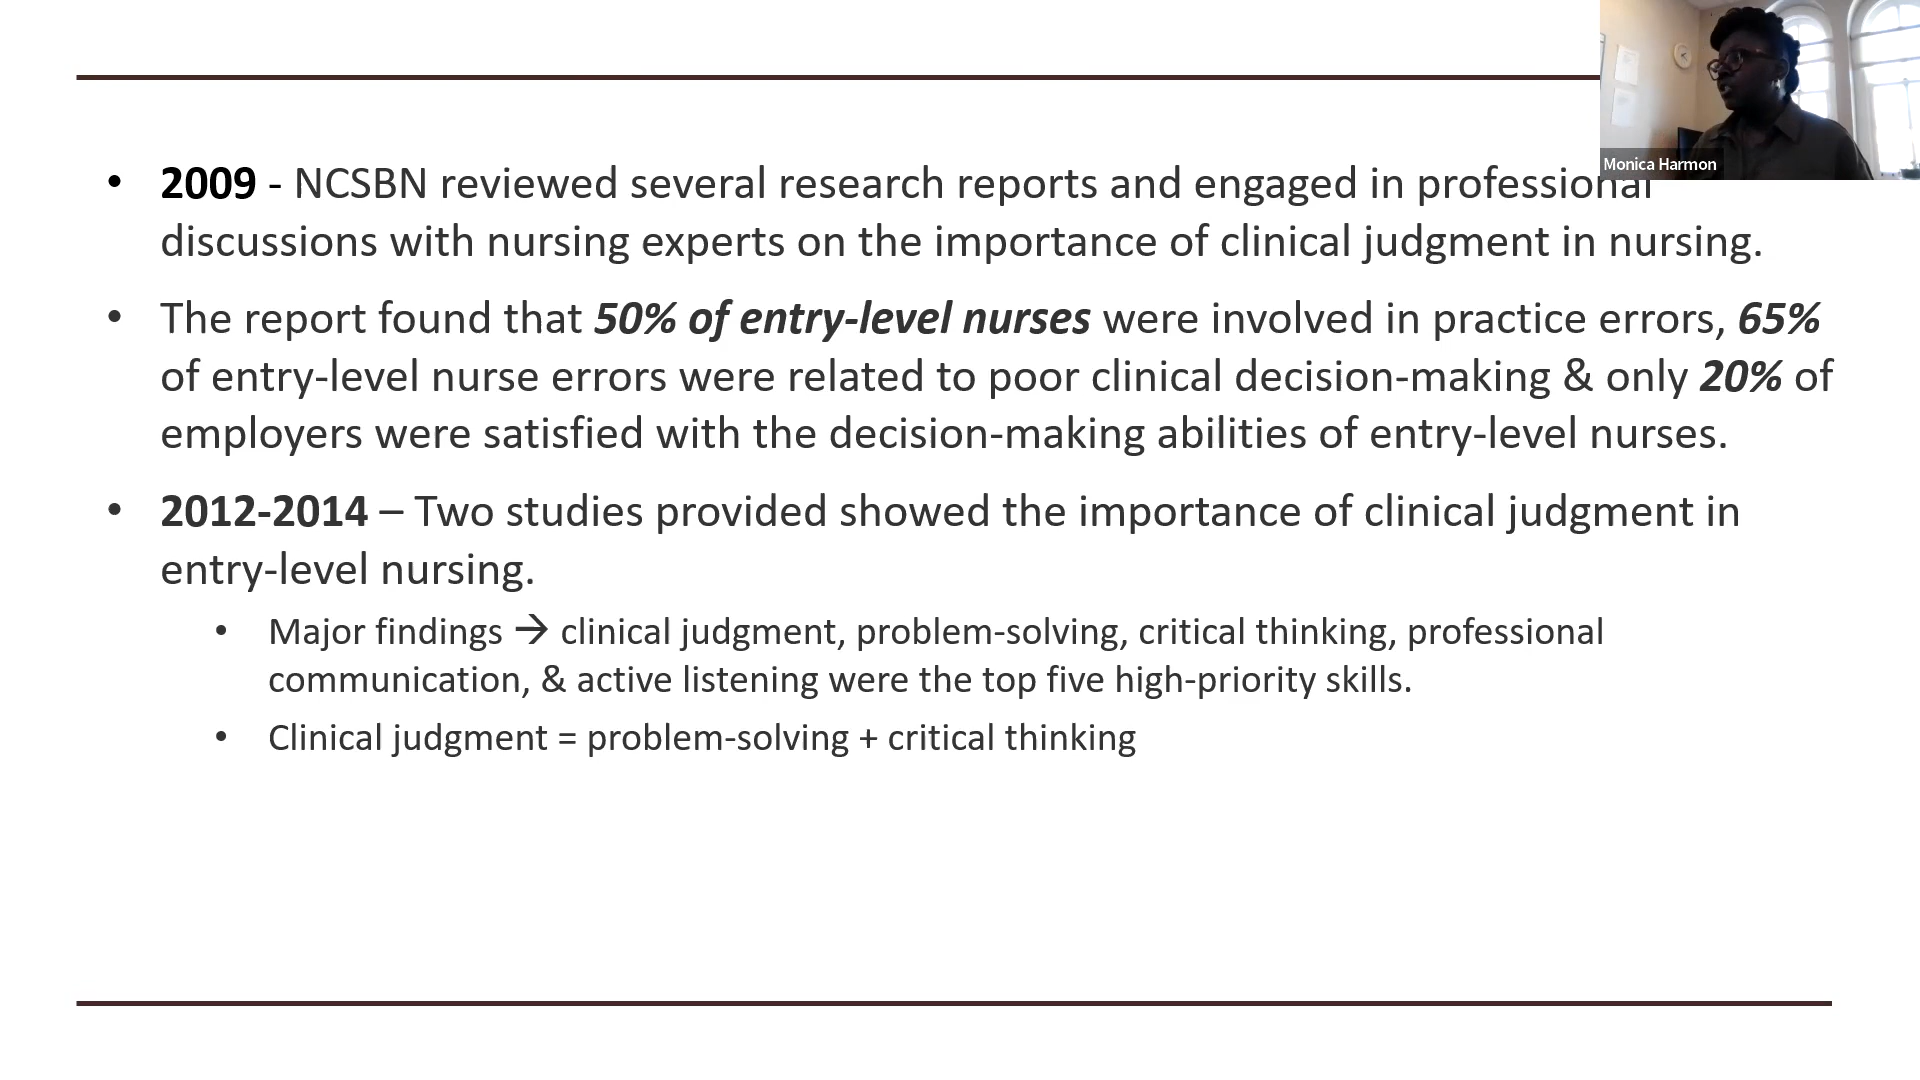 Monica Harmon
• 2009 - NCSBN reviewed several research reports and engaged in professional
discussions with nursing experts on the importance of clinical judgment in nursing.
• The report found that 50% of entry-level nurses were involved in practice errors, 65%
of entry-level nurse errors were related to poor clinical decision-making & only 20% of
employers were satisfied with the decision-making abilities of entry-level nurses.
• 2012-2014 – Two studies provided showed the importance of clinical judgment in
entry-level nursing.
• Major findings → clinical judgment, problem-solving, critical thinking, professional
communication, & active listening were the top five high-priority skills.
• Clinical judgment = problem-solving + critical thinking